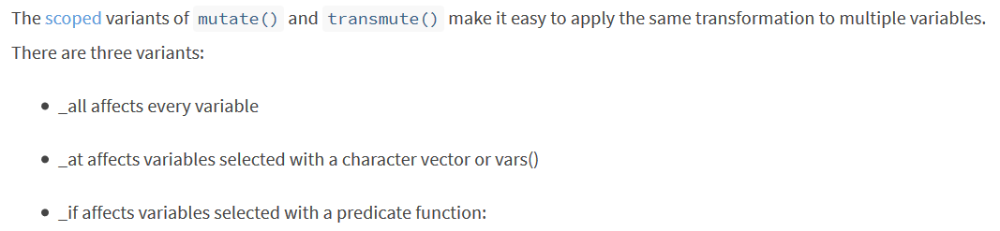 The scoped variants of mutate() and transmute() make it easy to apply the same transformation to multiple variables.
There are three variants:
• _all affects every variable
• _at affects variables selected with a character vector or vars()
• _if affects variables selected with a predicate function: